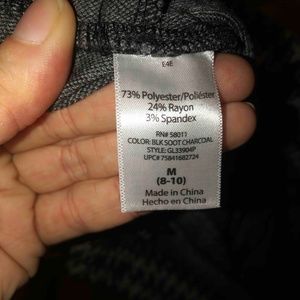 E4E
73% Polyester/Poliéster
24% Rayon
3% Spandex
RN# 58011
COLOR: BLK SOOT CHARCOAL
STYLE: GL33904P
UPC# 75841682724
M
(8-10)
Made in China
Hecho en China